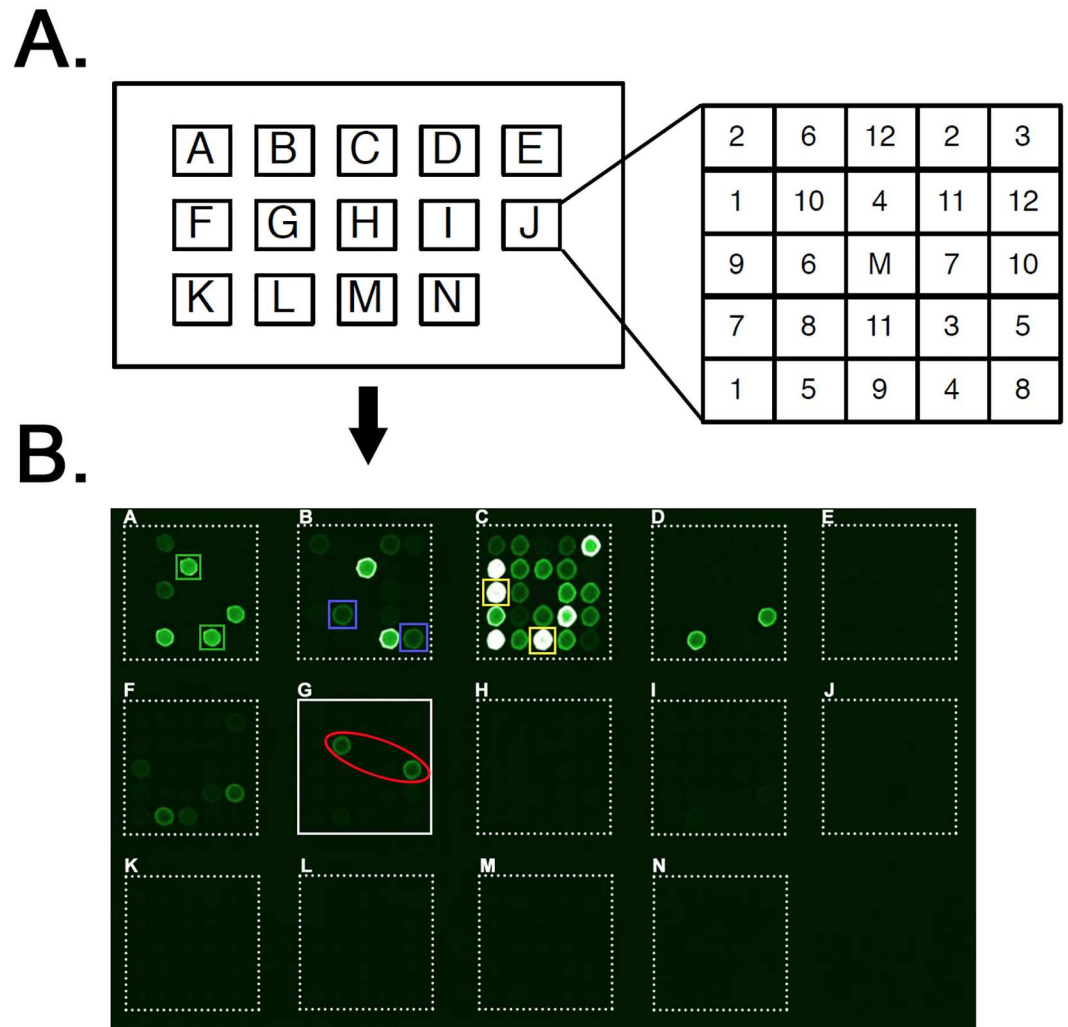 A.
A B C D E
F G H I J
K L M N
2 6 12 2 3
1 10 4 11 12
9 6 M 7 10
7 8 11 3 5
1 5 9 4 8
B.
A B C D E
F G H I J
K L M N